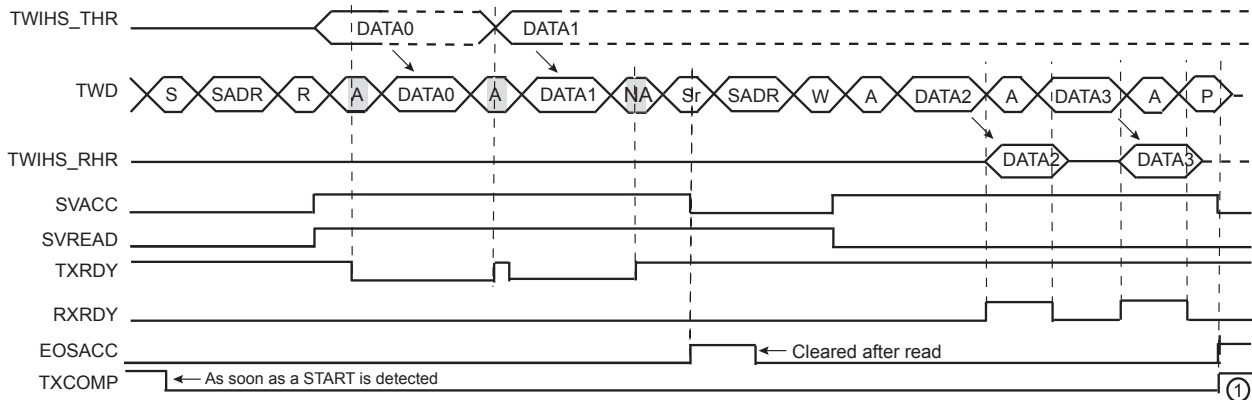 TWIHS_THR DATA0 DATA1
TWD S SADR R A DATA0 A DATA1 NA Sr SADR W A DATA2 A DATA3 A P
TWIHS_RHR DATA2 DATA3
SVACC
SVREAD
TXRDY
RXRDY
EOSACC Cleared after read
TXCOMP As soon as a START is detected 1